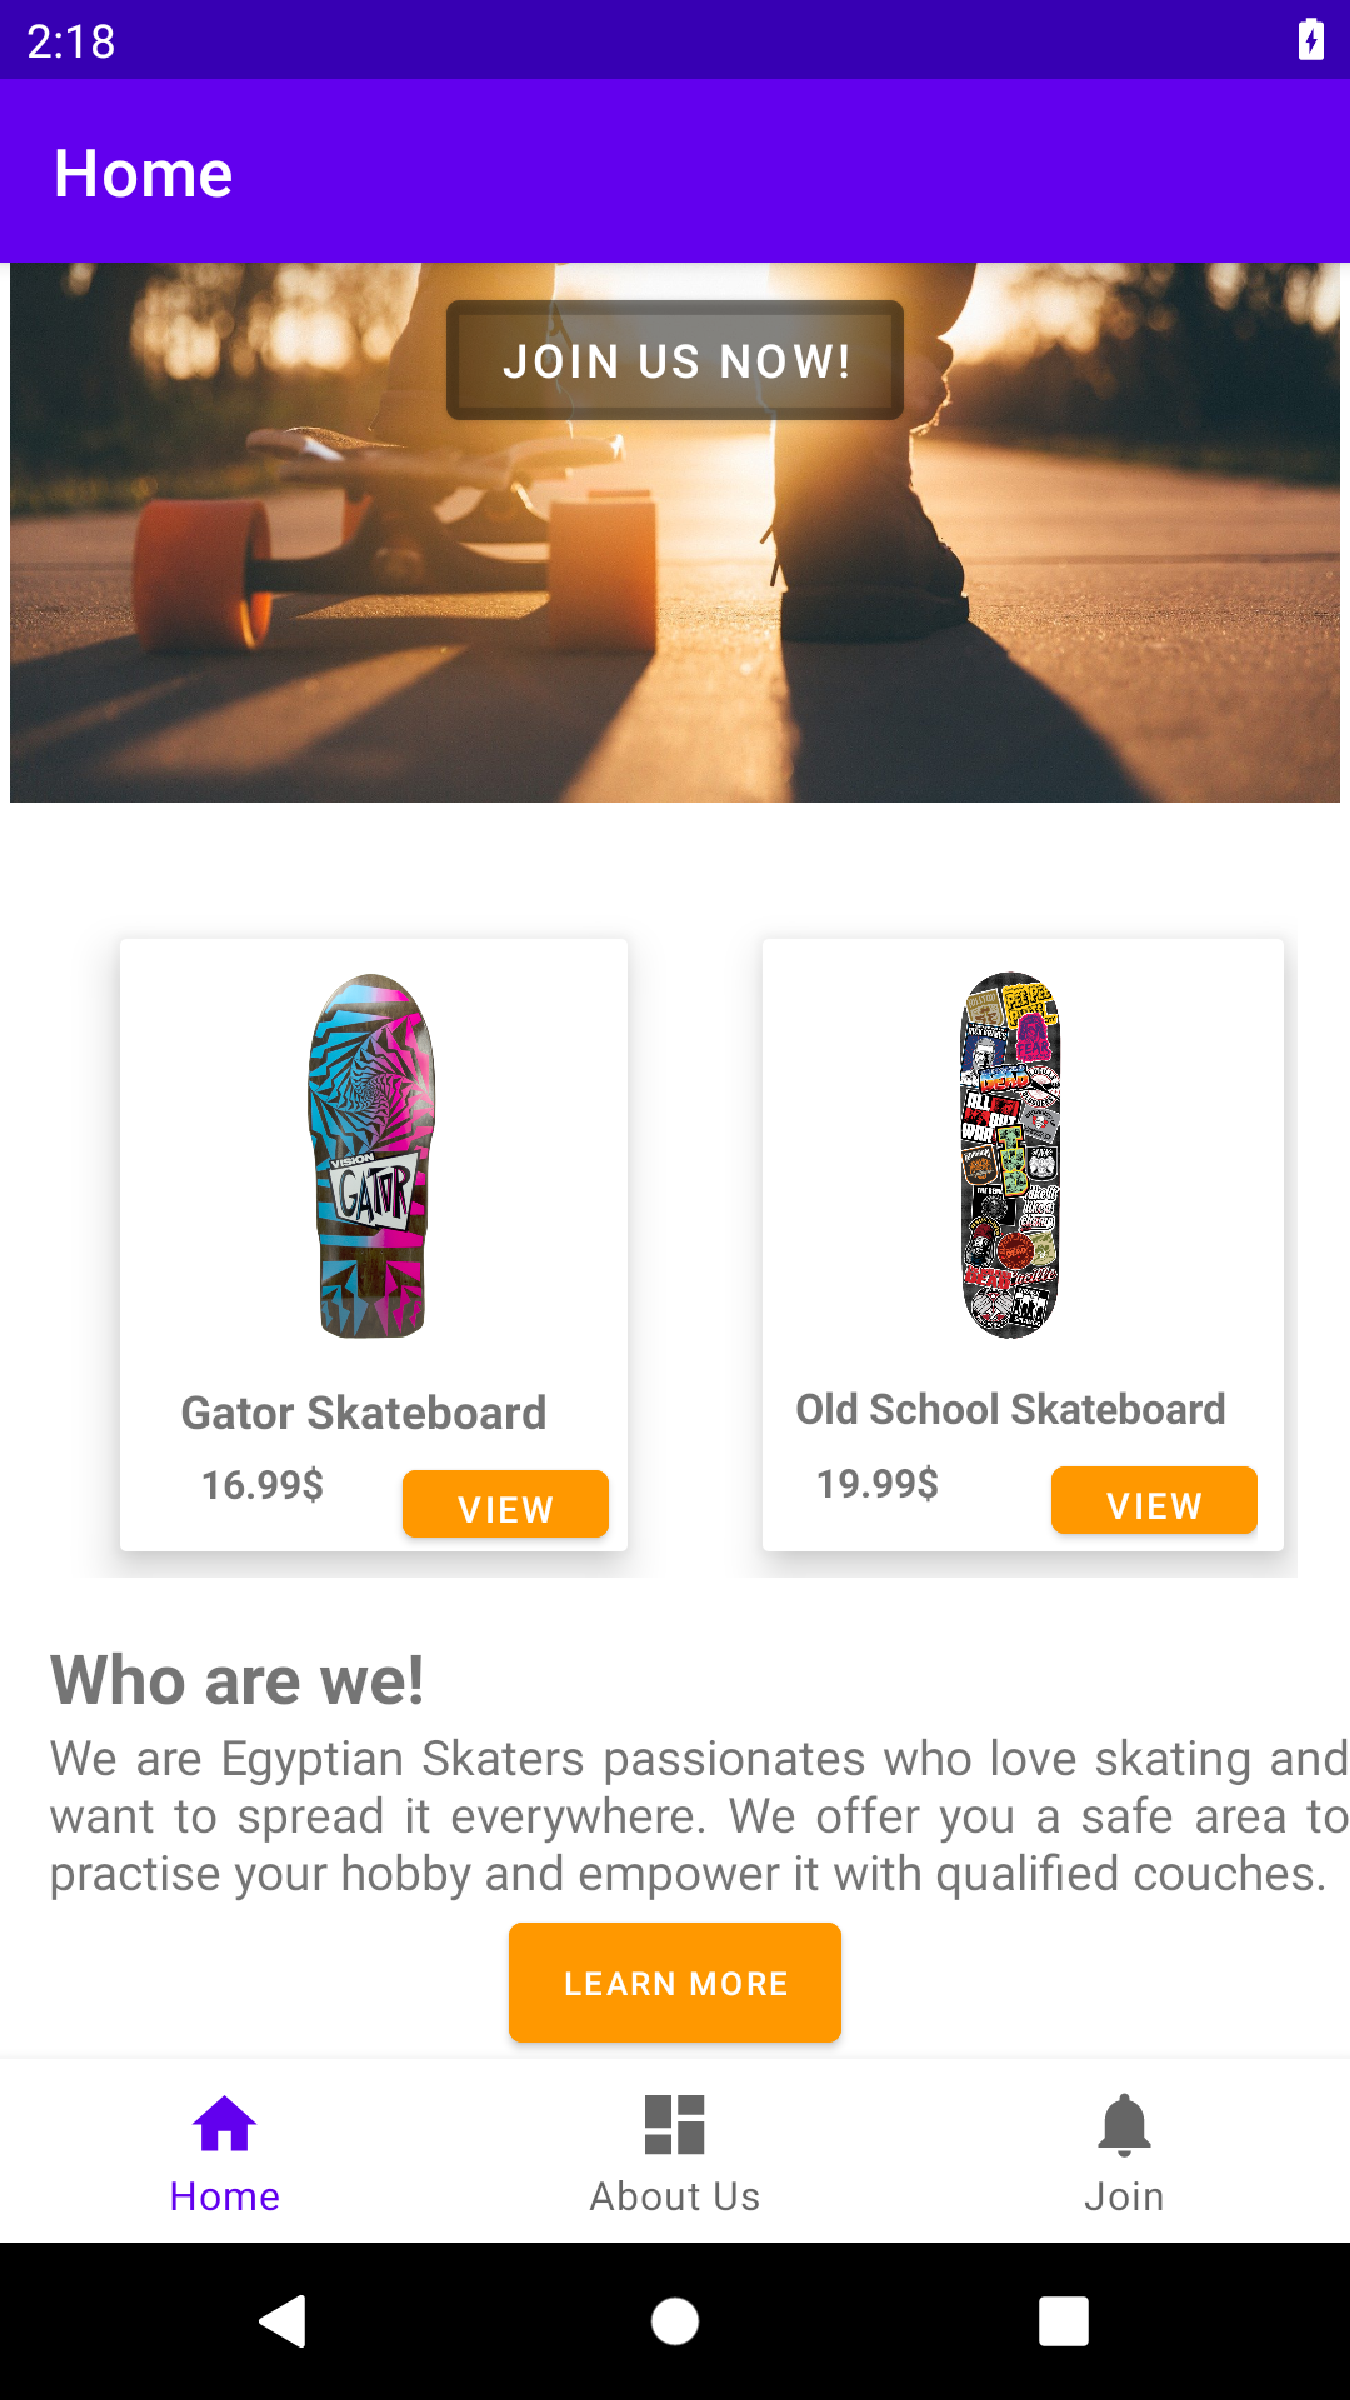 2:18
Home
JOIN US NOW!
VISION
GATOR
Gator Skateboard
16.99$
VIEW
Old School Skateboard
19.99$
VIEW
Who are we!
We are Egyptian Skaters passionates who love skating and
want to spread it everywhere. We offer you a safe area to
practise your hobby and empower it with qualified couches.
LEARN MORE
Home
About Us
Join